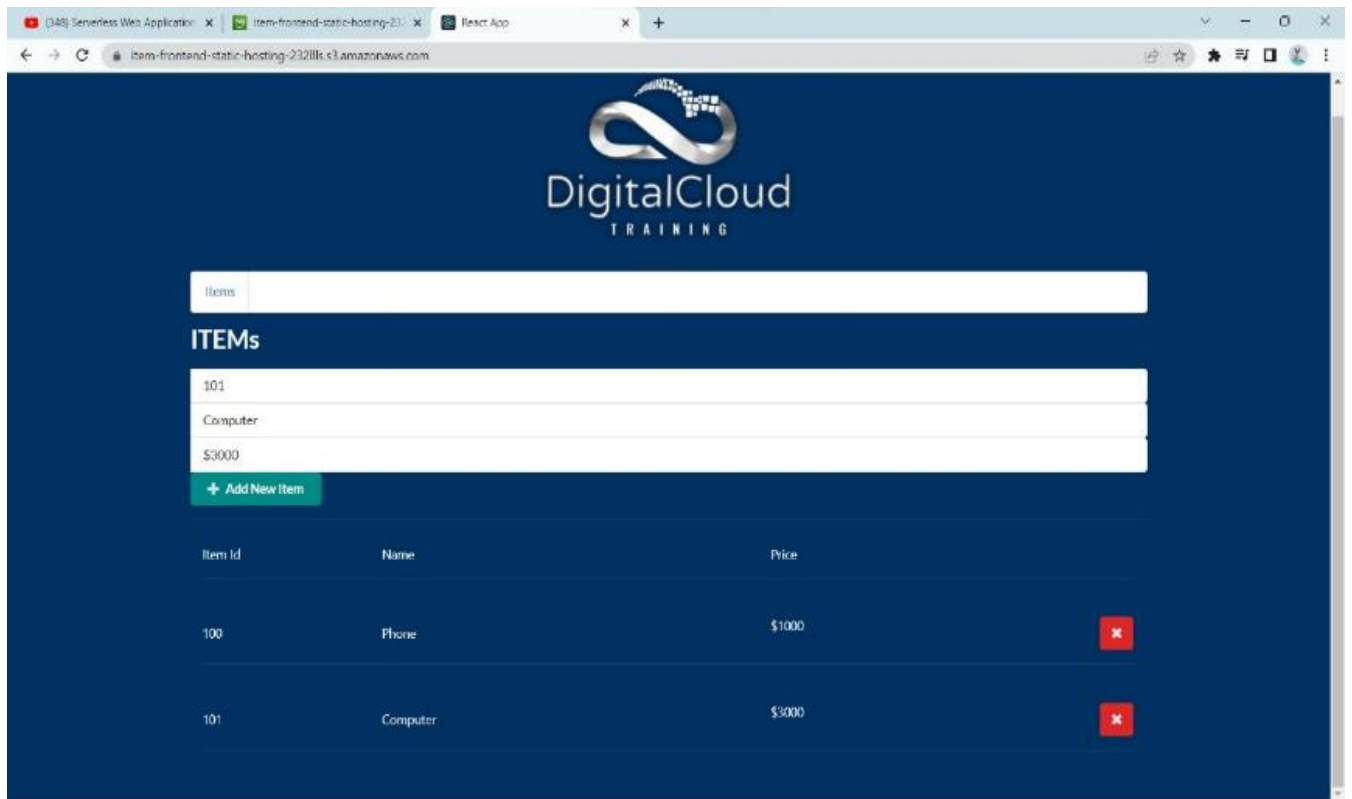 (348) Serverless Web Application
item-frontend-static-hosting-23
React App
item-frontend-static-hosting-232llls.s3.amazonaws.com
DigitalCloud
TRAINING
Items
ITEMs
101
Computer
$3000
Add New Item
Item Id Name Price
100 Phone $1000
101 Computer $3000